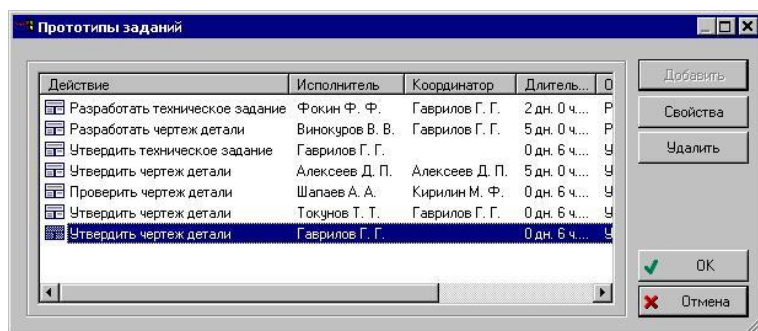 Прототипы заданий
Действие Исполнитель Координатор Длитель... О
Разработать техническое задание Фокин Ф. Ф. Гаврилов Г. Г. 2 дн. 0 ч.... Р
Разработать чертеж детали Винокуров В. В. Гаврилов Г. Г. 5 дн. 0 ч.... Р
Утвердить техническое задание Гаврилов Г. Г. 0 дн. 6 ч.... У
Утвердить чертеж детали Алексеев Д. П. Алексеев Д. П. 5 дн. 0 ч.... У
Проверить чертеж детали Шапаев А. А. Кирилин М. Ф. 0 дн. 6 ч.... У
Утвердить чертеж детали Токунов Т. Т. Гаврилов Г. Г. 0 дн. 6 ч.... У
Утвердить чертеж детали Гаврилов Г. Г. 0 дн. 6 ч.... У
Добавить
Свойства
Удалить
OK
Отмена